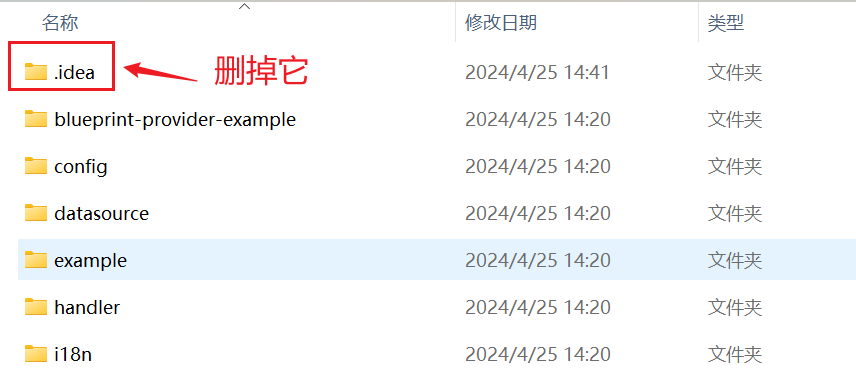 名称 修改日期 类型
.idea 删掉它 2024/4/25 14:41 文件夹
blueprint-provider-example 2024/4/25 14:20 文件夹
config 2024/4/25 14:20 文件夹
datasource 2024/4/25 14:20 文件夹
example 2024/4/25 14:20 文件夹
handler 2024/4/25 14:20 文件夹
i18n 2024/4/25 14:20 文件夹